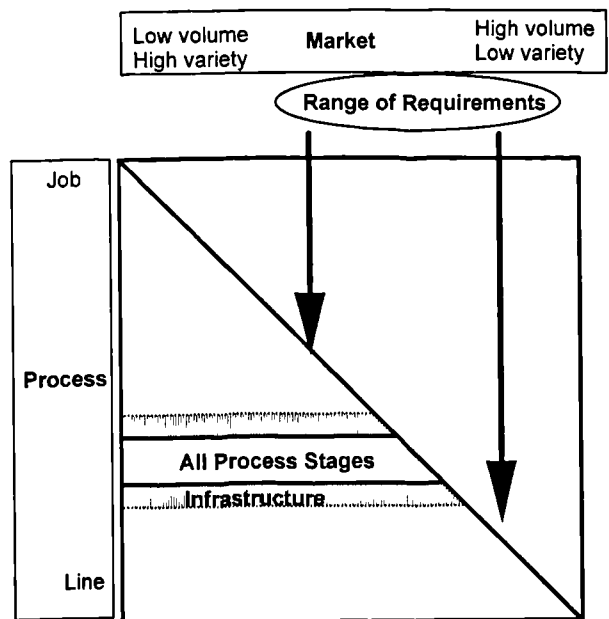 Low volume
High variety
Market
High volume
Low variety
Range of Requirements
Job
Process
All Process Stages
Infrastructure
Line